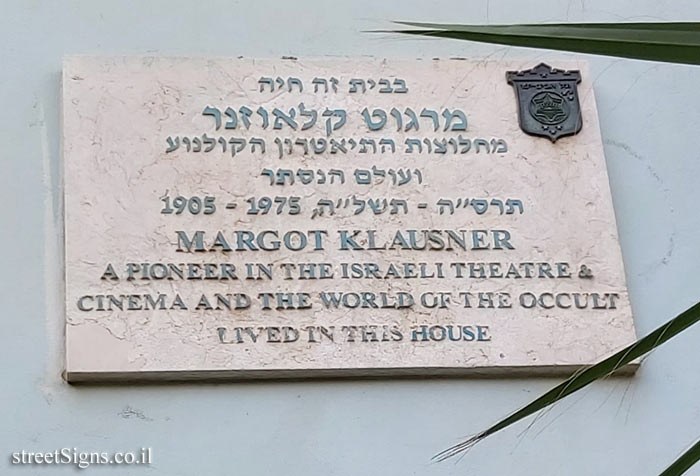 בבית זה חיה
מרגוט קלאוזנר
מחלוצות התיאטרון הקולנוע
ועולם הנסתר
תרס״ה - תשל״ה, 1975 - 1905
MARGOT KLAUSNER
A PIONEER IN THE ISRAELI THEATRE &
CINEMA AND THE WORLD OF THE OCCULT
LIVED IN THIS HOUSE
streetSigns.co.il